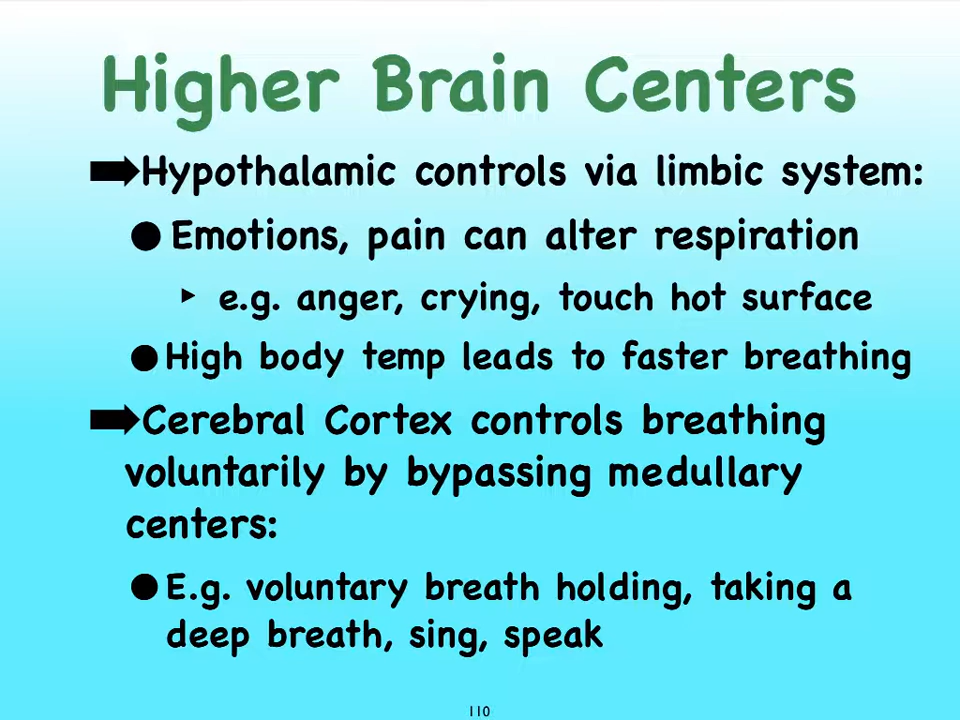 Higher Brain Centers
➡Hypothalamic controls via limbic system:
● Emotions, pain can alter respiration
‣ e.g. anger, crying, touch hot surface
● High body temp leads to faster breathing
➡Cerebral Cortex controls breathing
voluntarily by bypassing medullary
centers:
● E.g. voluntary breath holding, taking a
deep breath, sing, speak
110